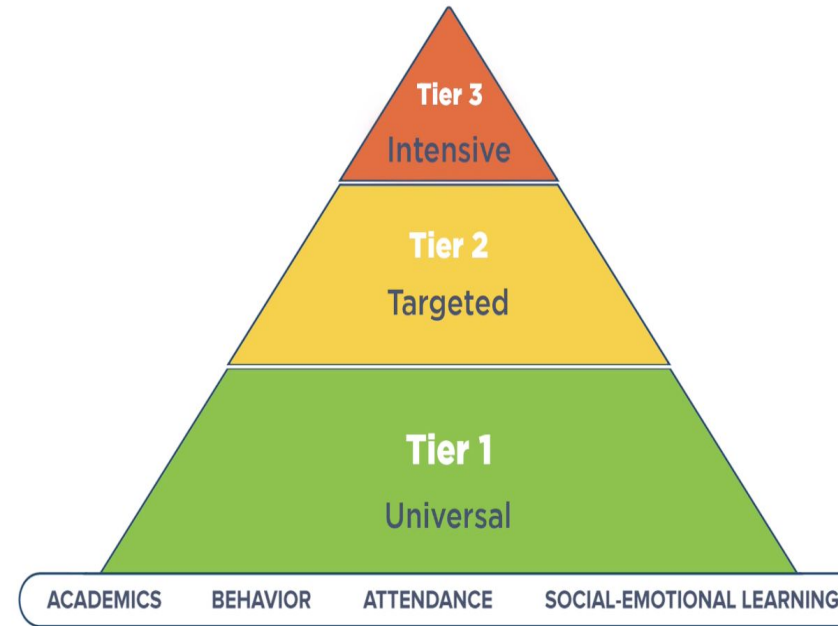 Tier 3
Intensive
Tier 2
Targeted
Tier 1
Universal
ACADEMICS BEHAVIOR ATTENDANCE SOCIAL-EMOTIONAL LEARNING